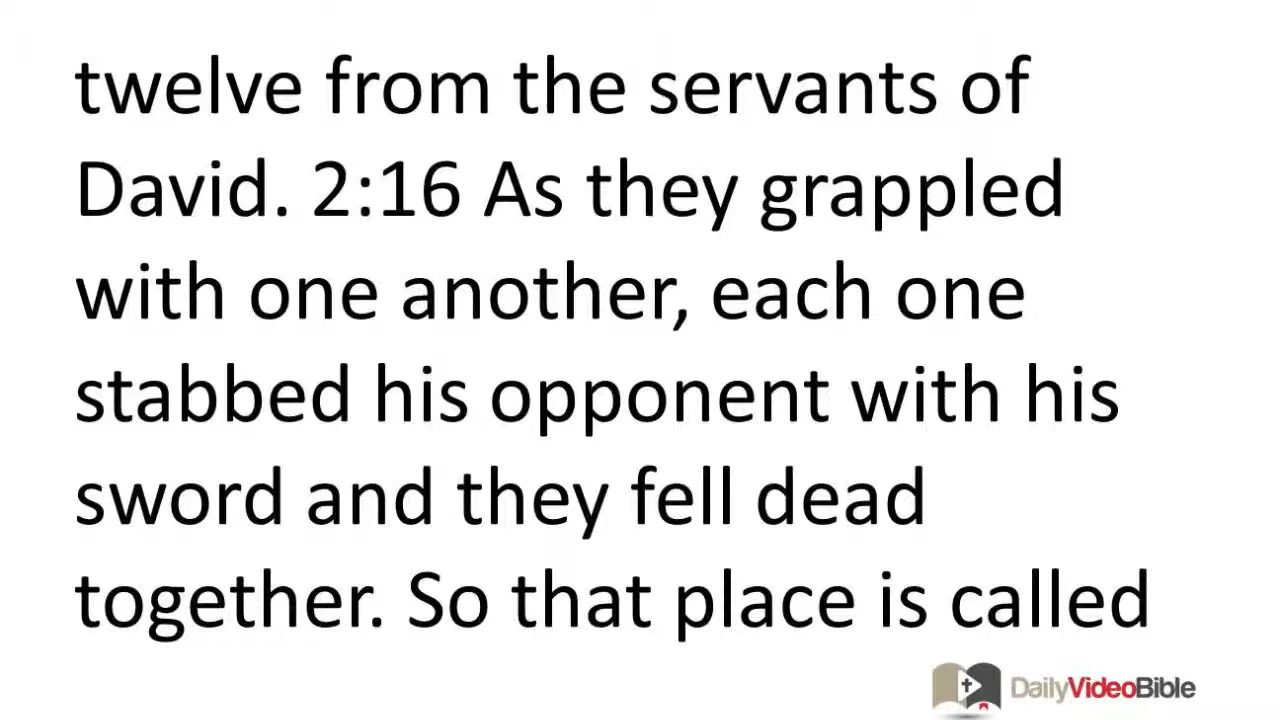 twelve from the servants of
David. 2:16 As they grappled
with one another, each one
stabbed his opponent with his
sword and they fell dead
together. So that place is called
DailyVideoBible